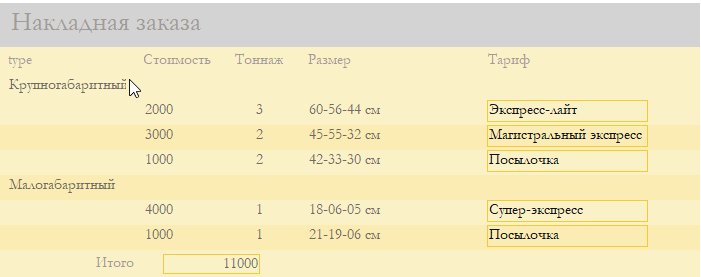 Накладная заказа
type Стоимость Тоннаж Размер Тариф
Крупногабаритный
2000 3 60-56-44 см Экспресс-лайт
3000 2 45-55-32 см Магистральный экспресс
1000 2 42-33-30 см Посылочка
Малогабаритный
4000 1 18-06-05 см Супер-экспресс
1000 1 21-19-06 см Посылочка
Итого 11000